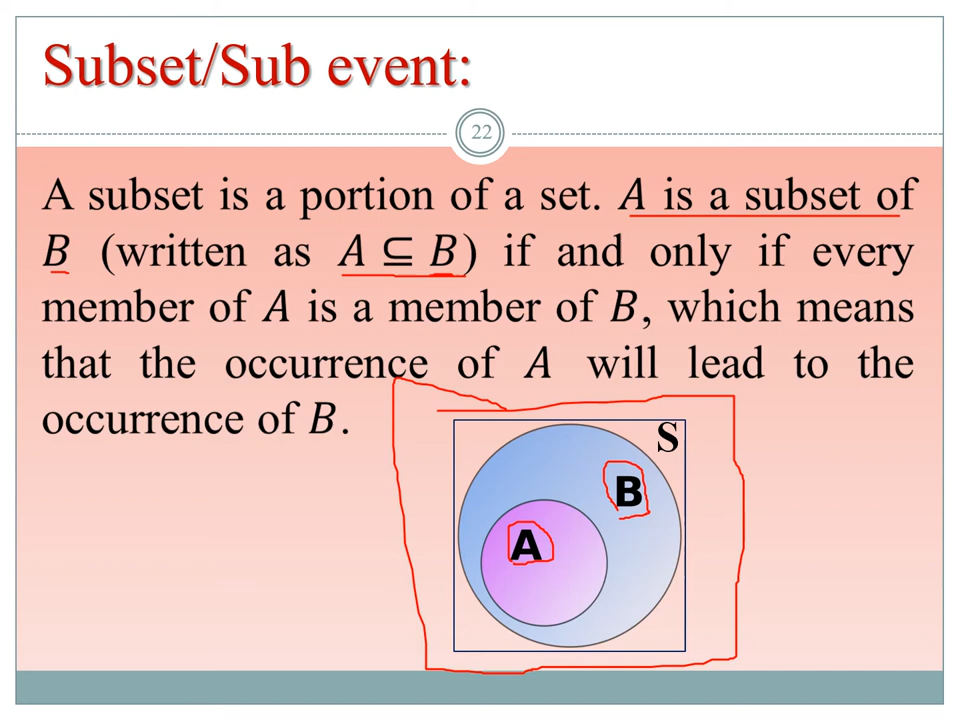 Subset/Sub event:
22
A subset is a portion of a set. A is a subset of
B (written as A ⊆ B) if and only if every
member of A is a member of B, which means
that the occurrence of A will lead to the
occurrence of B.
S
B
A